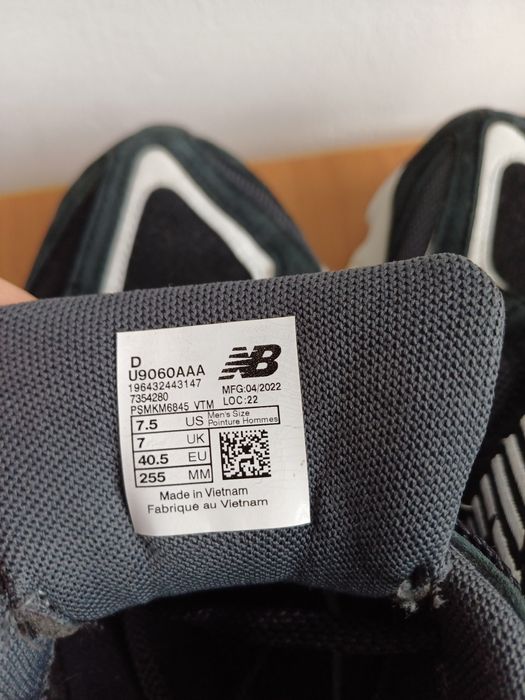 D
U9060AAA
196432443147
7354280
PSMKM6845 VTM
NB
MFG:04/2022
LOC:22
7.5 US Men's Size
Pointure Hommes
7 UK
40.5 EU
255 MM
Made in Vietnam
Fabriqué au Vietnam